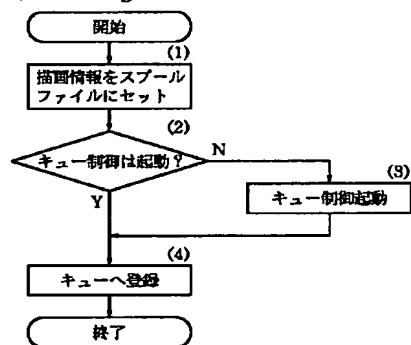 開始
(1)
描画情報をスプール
ファイルにセット
(2)
キュー制御は起動？
N
Y
(3)
キュー制御起動
(4)
キューへ登録
終了